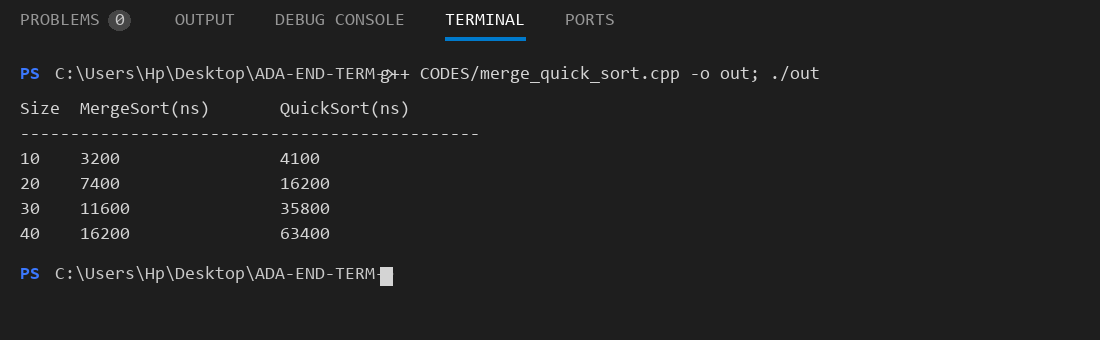 PROBLEMS 0 OUTPUT DEBUG CONSOLE TERMINAL PORTS
PS C:\Users\Hp\Desktop\ADA-END-TERM> g++ CODES/merge_quick_sort.cpp -o out; ./out
Size MergeSort(ns) QuickSort(ns)
----------------------------------------------
10 3200 4100
20 7400 16200
30 11600 35800
40 16200 63400
PS C:\Users\Hp\Desktop\ADA-END-TERM>